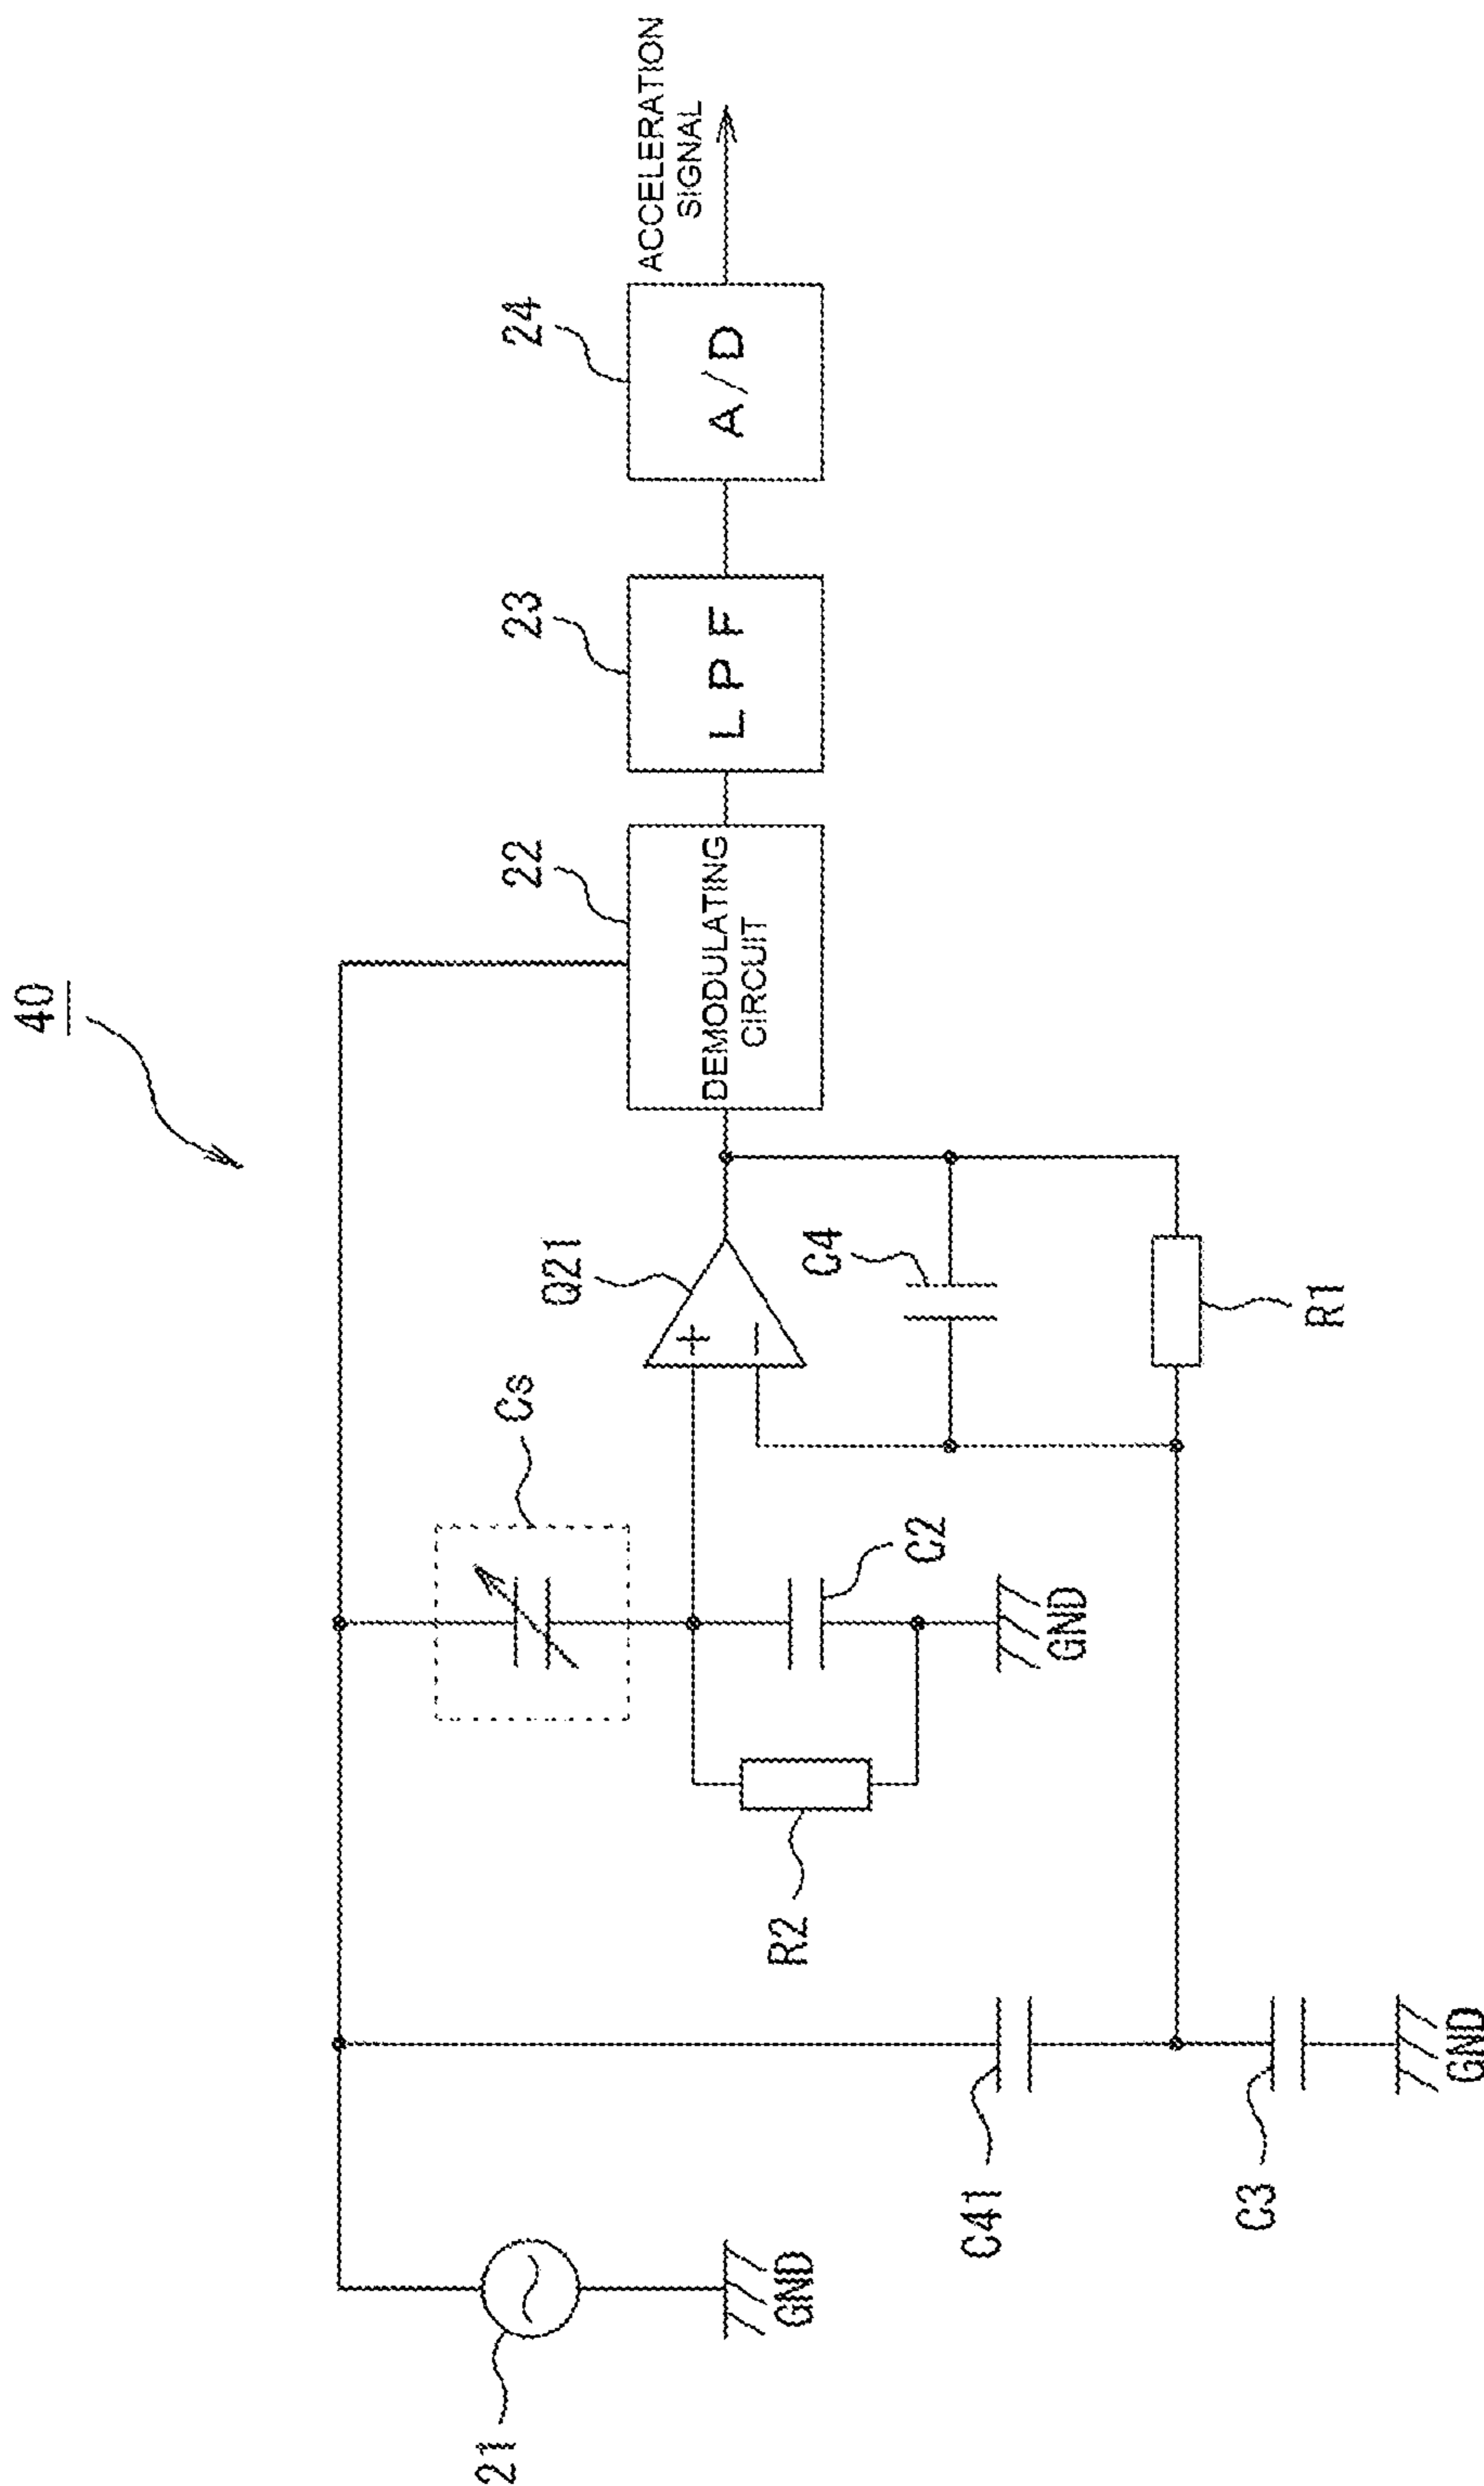 40
21
GND
C41
C3
GND
R2
Cs
C2
GND
Q21
C4
R1
22
DEMODULATING
CIRCUIT
23
LPF
24
A/D
ACCELERATION
SIGNAL